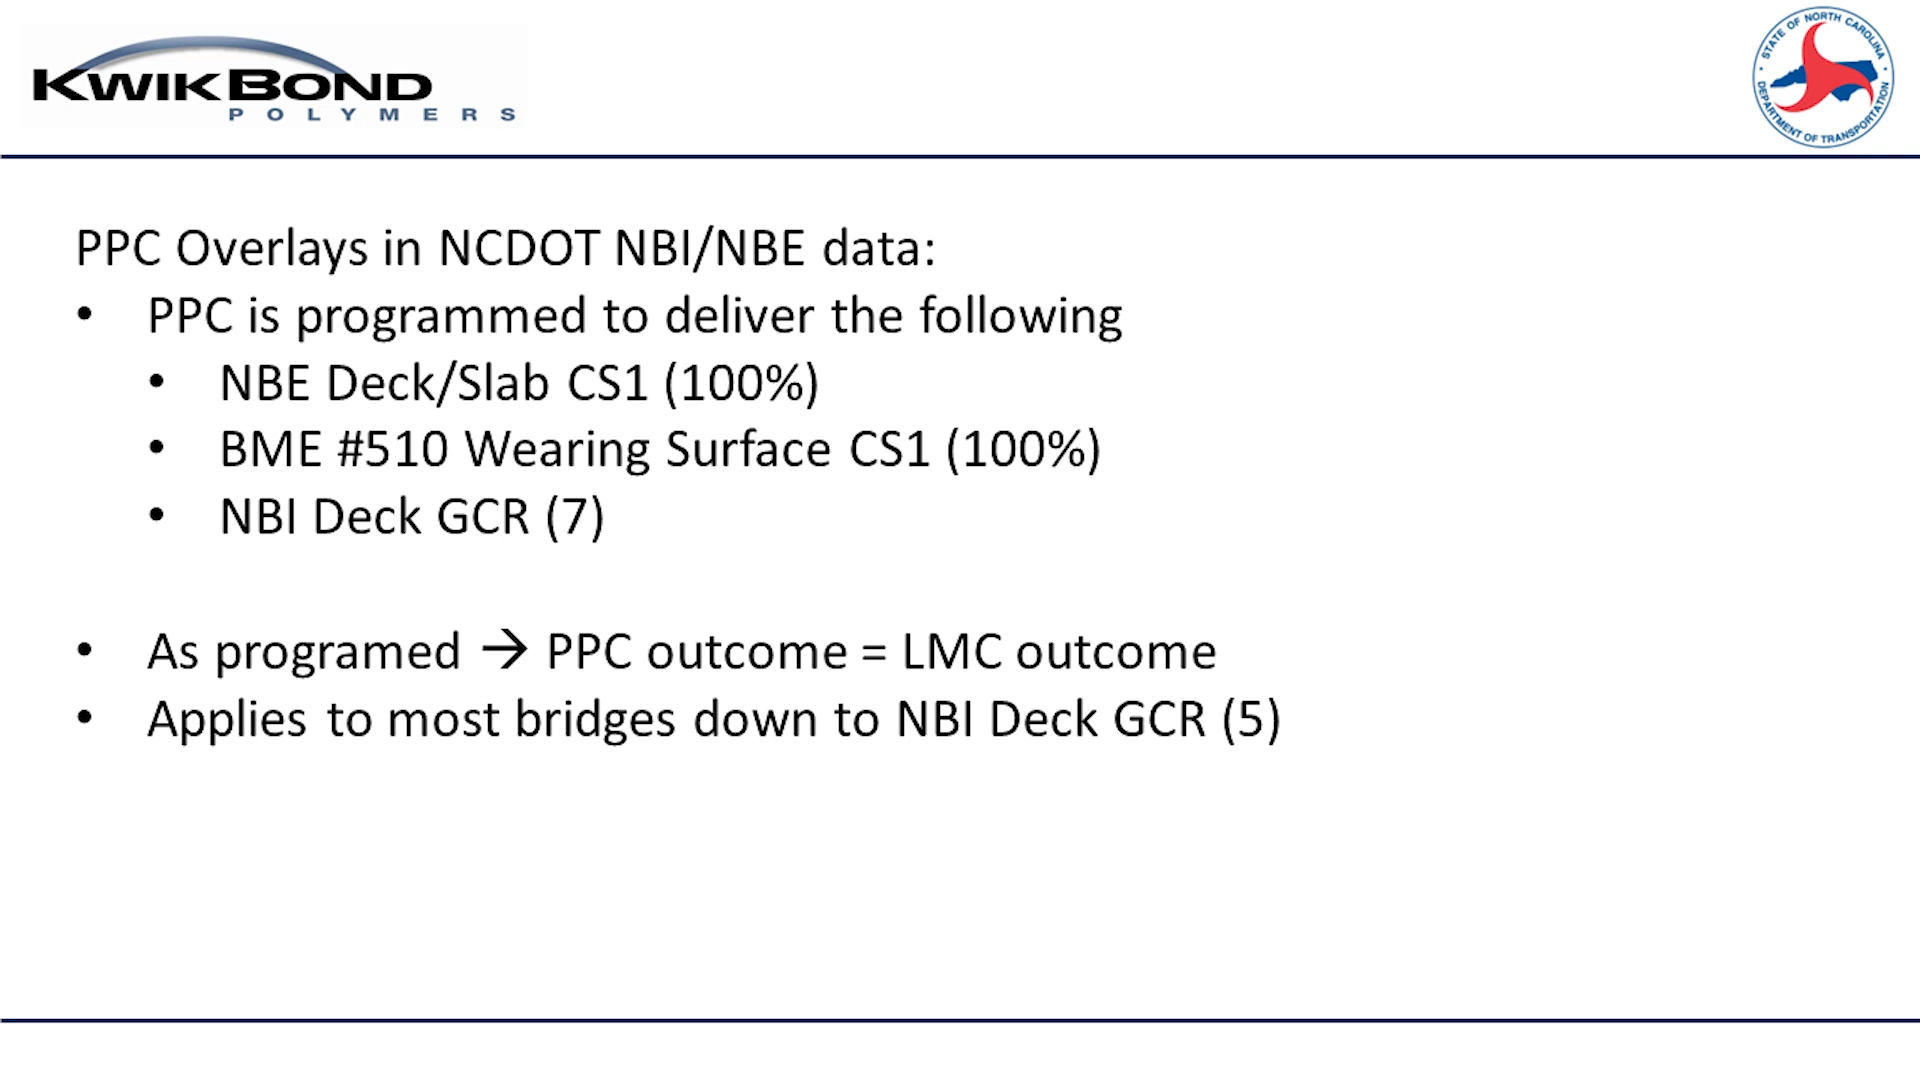 KWIK BOND
POLYMERS
STATE OF NORTH CAROLINA
DEPARTMENT OF TRANSPORTATION
PPC Overlays in NCDOT NBI/NBE data:
• PPC is programmed to deliver the following
• NBE Deck/Slab CS1 (100%)
• BME #510 Wearing Surface CS1 (100%)
• NBI Deck GCR (7)
• As programed → PPC outcome = LMC outcome
• Applies to most bridges down to NBI Deck GCR (5)